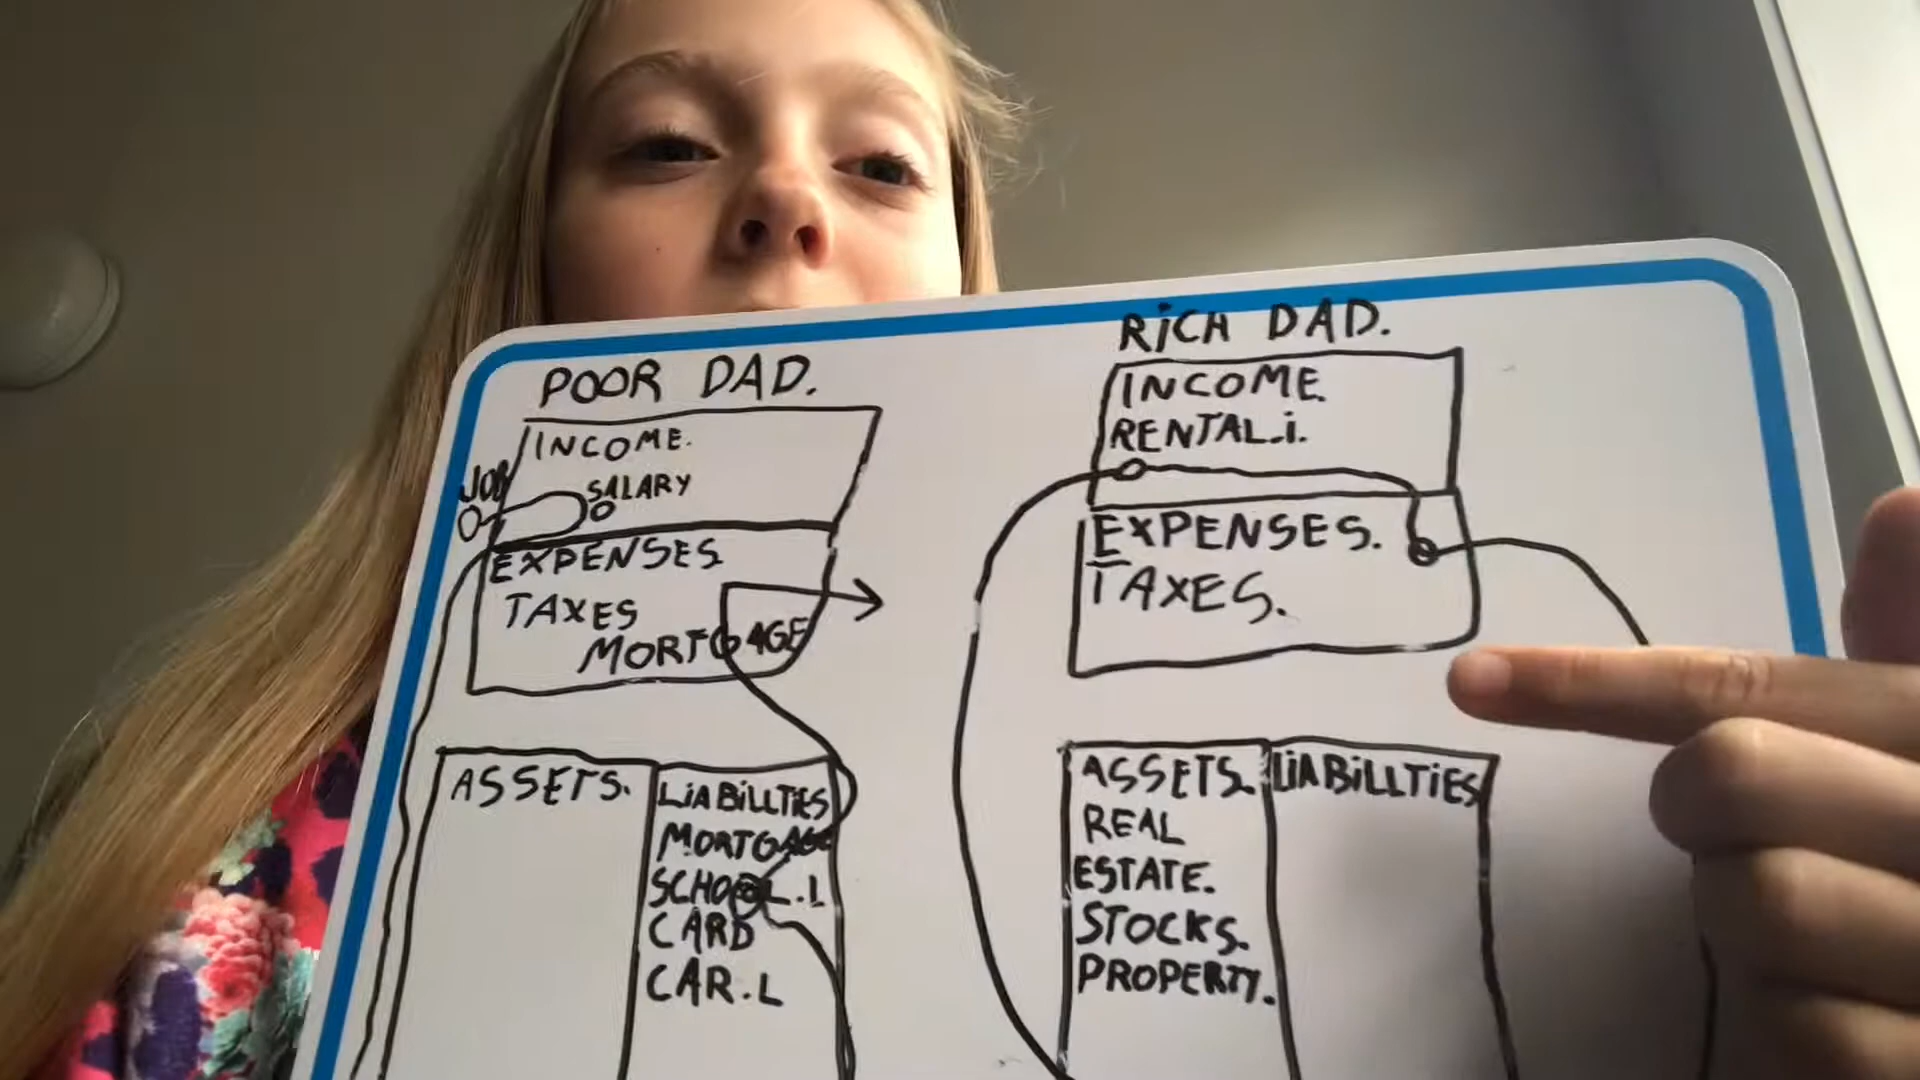 POOR DAD.
INCOME.
JOB
SALARY
EXPENSES
TAXES
MORTGAGE
ASSETS.
LiABiLLTiES
MORTGAGE
SCHOOL.L
CARD
CAR.L
RiCH DAD.
INCOME.
RENTAL.i.
EXPENSES.
TAXES.
ASSETS.
REAL
ESTATE.
STOCKS.
PROPERTY.
LiABiLLTiES